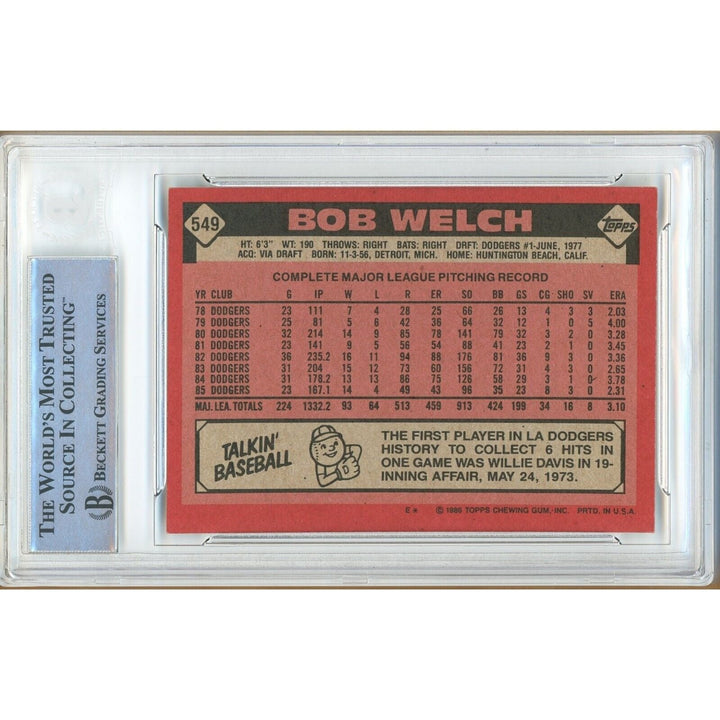 549
BOB WELCH
topps
HT: 6'3" WT: 190 THROWS: RIGHT BATS: RIGHT DRFT: DODGERS #1-JUNE, 1977
ACQ: VIA DRAFT BORN: 11-3-56, DETROIT, MICH. HOME: HUNTINGTON BEACH, CALIF.
COMPLETE MAJOR LEAGUE PITCHING RECORD
YR CLUB G IP W L R ER SO BB GS CG SHO SV ERA
78 DODGERS 23 111 7 4 28 25 66 26 13 4 3 3 2.03
79 DODGERS 25 81 5 6 42 36 64 32 12 1 0 5 4.00
80 DODGERS 32 214 14 9 85 78 141 79 32 3 2 0 3.28
81 DODGERS 23 141 9 5 56 54 88 41 23 2 1 0 3.45
82 DODGERS 36 235.2 16 11 94 88 176 81 36 9 3 0 3.36
83 DODGERS 31 204 15 12 73 60 156 72 31 4 3 0 2.65
84 DODGERS 31 178.2 13 13 86 75 126 58 29 3 1 0 3.78
85 DODGERS 23 167.1 14 4 49 43 96 35 23 8 3 0 2.31
MAJ. LEA. TOTALS 224 1332.2 93 64 513 459 913 424 199 34 16 8 3.10
TALKIN' BASEBALL
D
THE FIRST PLAYER IN LA DODGERS
HISTORY TO COLLECT 6 HITS IN
ONE GAME WAS WILLIE DAVIS IN 19-
INNING AFFAIR, MAY 24, 1973.
E* © 1986 TOPPS CHEWING GUM, INC. PRTD. IN U.S.A.
THE WORLD'S MOST TRUSTED
SOURCE IN COLLECTING™
B BECKETT GRADING SERVICES